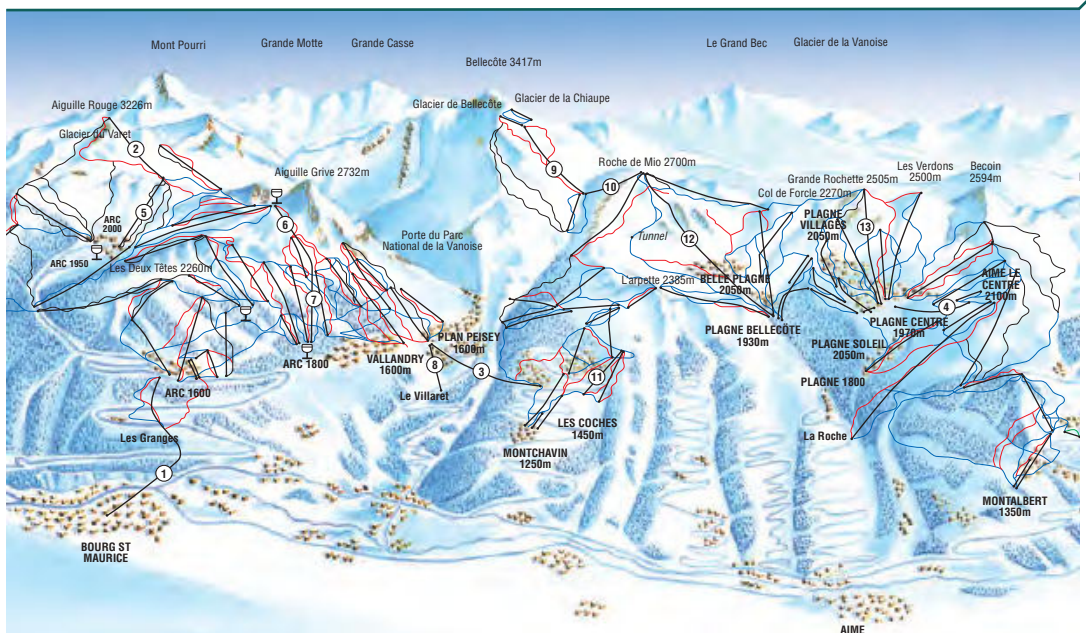 Mont Pourri
Grande Motte
Grande Casse
Le Grand Bec
Glacier de la Vanoise
Bellecôte 3417m
Aiguille Rouge 3226m
Glacier de Bellecôte
Glacier de la Chiaupe
Glacier du Varet
2
Aiguille Grive 2732m
9
10
Roche de Mio 2700m
Grande Rochette 2505m
Col de Forcle 2270m
Les Verdons
2500m
Becoin
2594m
ARC
2000
5
6
ARC 1950
Les Deux Têtes 2260m
Porte du Parc
National de la Vanoise
Tunnel
12
PLAGNE
VILLAGES
2050m
13
L'arpette 2385m
BELLE PLAGNE
2050m
AIME LE
CENTRE
2100m
7
4
PLAGNE BELLECÔTE
1930m
PLAGNE CENTRE
1970m
PLAN PEISEY
1600m
ARC 1800
VALLANDRY
1600m
8
3
Le Villaret
PLAGNE SOLEIL
2050m
PLAGNE 1800
11
ARC 1600
LES COCHES
1450m
Les Granges
MONTCHAVIN
1250m
La Roche
1
MONTALBERT
1350m
BOURG ST
MAURICE
AIME